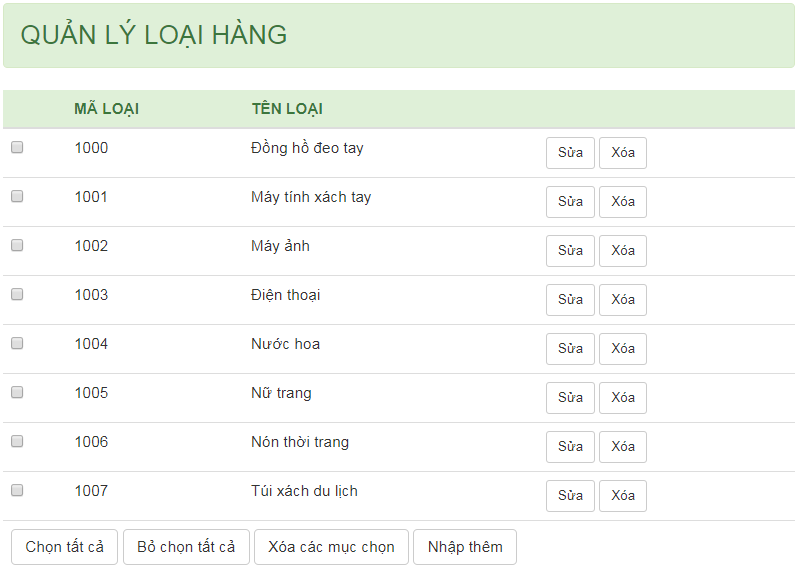 QUẢN LÝ LOẠI HÀNG
MÃ LOẠI TÊN LOẠI
1000 Đồng hồ đeo tay Sửa Xóa
1001 Máy tính xách tay Sửa Xóa
1002 Máy ảnh Sửa Xóa
1003 Điện thoại Sửa Xóa
1004 Nước hoa Sửa Xóa
1005 Nữ trang Sửa Xóa
1006 Nón thời trang Sửa Xóa
1007 Túi xách du lịch Sửa Xóa
Chọn tất cả Bỏ chọn tất cả Xóa các mục chọn Nhập thêm